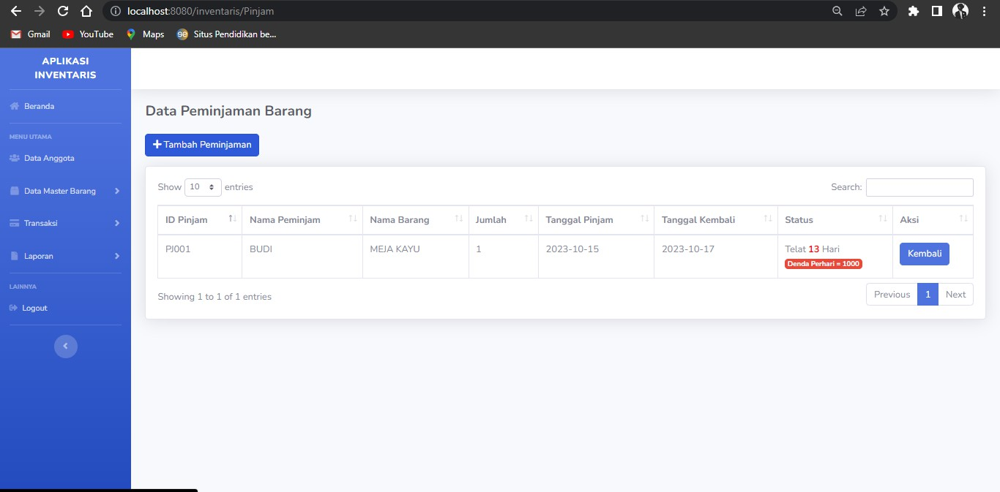 localhost:8080/inventaris/Pinjam
Gmail YouTube Maps Situs Pendidikan be...
APLIKASI
INVENTARIS
Beranda
MENU UTAMA
Data Anggota
Data Master Barang
Transaksi
Laporan
LAINNYA
Logout
Data Peminjaman Barang
Tambah Peminjaman
Show 10 entries Search:
ID Pinjam Nama Peminjam Nama Barang Jumlah Tanggal Pinjam Tanggal Kembali Status Aksi
PJ001 BUDI MEJA KAYU 1 2023-10-15 2023-10-17 Telat 13 Hari Kembali
Denda Perhari = 1000
Showing 1 to 1 of 1 entries Previous 1 Next